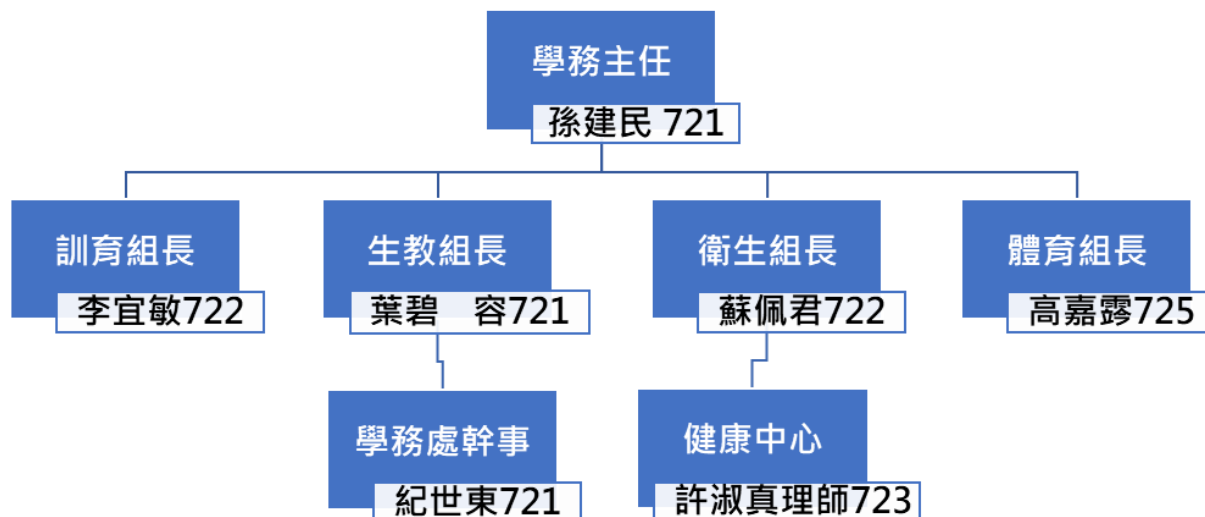 學務主任
孫建民 721
訓育組長
李宜敏722
生教組長
葉碧　容721
衛生組長
蘇佩君722
體育組長
高嘉霠725
學務處幹事
紀世東721
健康中心
許淑真理師723